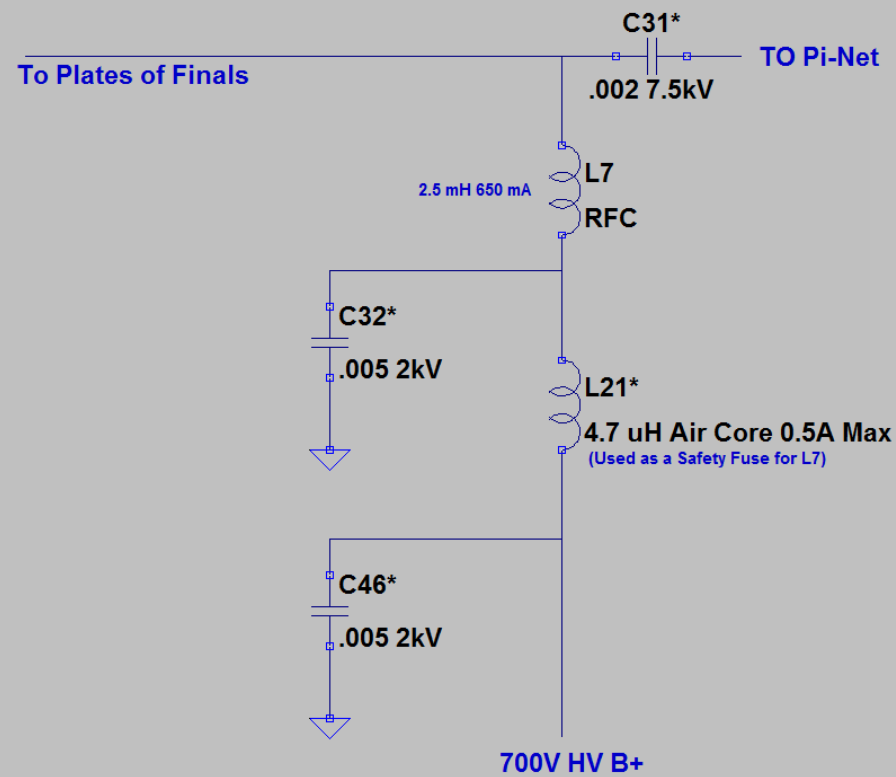 C31*
To Plates of Finals
TO Pi-Net
.002 7.5kV
2.5 mH 650 mA
L7
RFC
C32*
.005 2kV
L21*
4.7 uH Air Core 0.5A Max
(Used as a Safety Fuse for L7)
C46*
.005 2kV
700V HV B+